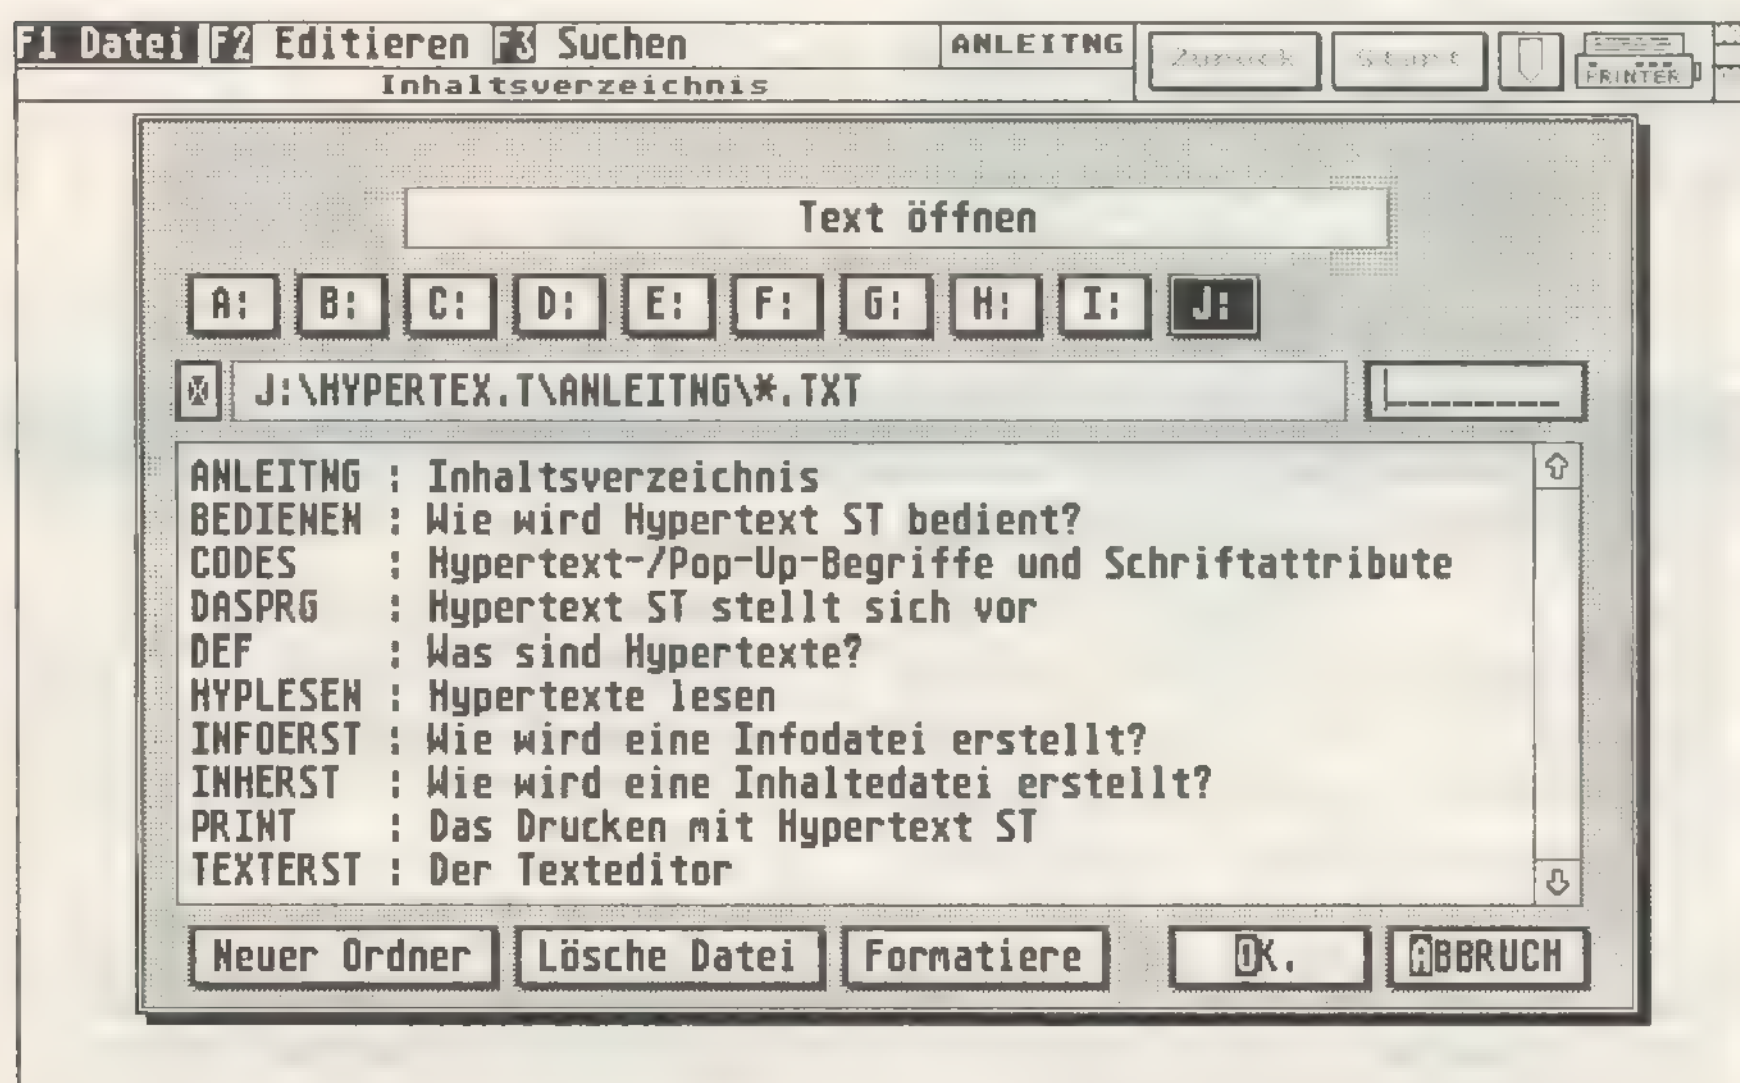 F1 Datei F2 Editieren F3 Suchen ANLEITNG Zurück Start PRINTER
Inhaltsverzeichnis
Text öffnen
A: B: C: D: E: F: G: H: I: J:
J:\HYPERTEX.T\ANLEITNG\*.TXT ________
ANLEITNG : Inhaltsverzeichnis
BEDIENEN : Wie wird Hypertext ST bedient?
CODES : Hypertext-/Pop-Up-Begriffe und Schriftattribute
DASPRG : Hypertext ST stellt sich vor
DEF : Was sind Hypertexte?
HYPLESEN : Hypertexte lesen
INFOERST : Wie wird eine Infodatei erstellt?
INHERST : Wie wird eine Inhaltedatei erstellt?
PRINT : Das Drucken mit Hypertext ST
TEXTERST : Der Texteditor
Neuer Ordner Lösche Datei Formatiere OK. ABBRUCH